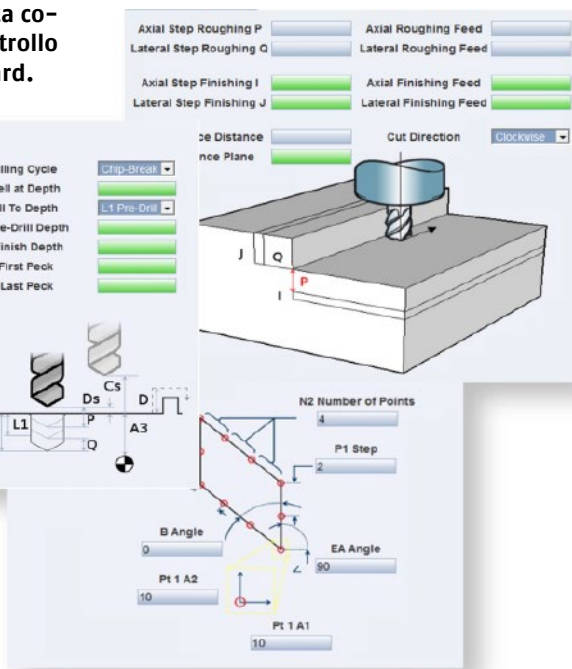 ta co-
trollo
rd.
Axial Step Roughing P
Axial Roughing Feed
Lateral Step Roughing Q
Lateral Roughing Feed
Axial Step Finishing I
Axial Finishing Feed
Lateral Step Finishing J
Lateral Finishing Feed
ce Distance
Cut Direction
Clockwise
nce Plane
J
Q
P
I
lling Cycle
Chip-Break
ell at Depth
ll To Depth
L1 Pre-Drill
e-Drill Depth
inish Depth
First Peck
Last Peck
Cs
Ds
D
L1
P
A3
Q
N2 Number of Points
4
P1 Step
2
B Angle
0
EA Angle
90
Pt 1 A2
10
Pt 1 A1
10